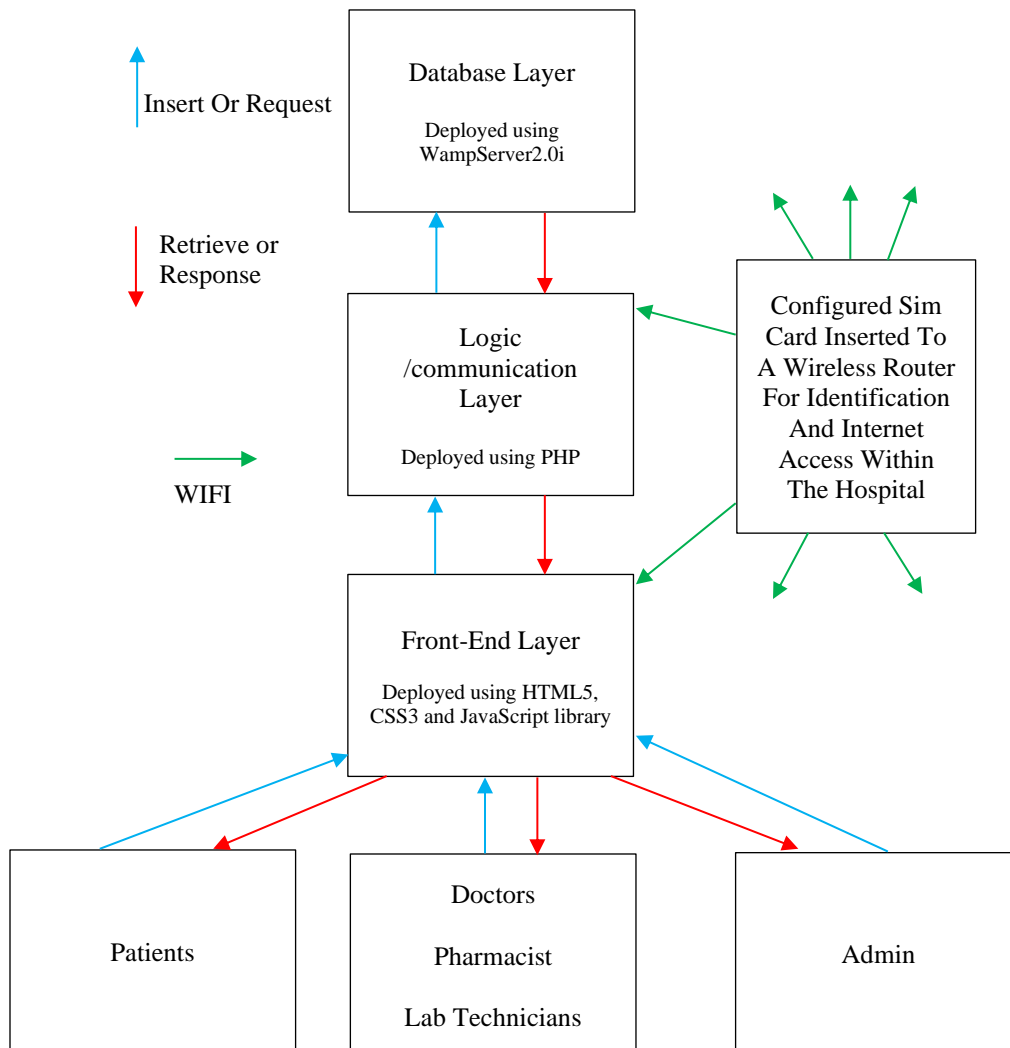 Database Layer
Deployed using
WampServer2.0i
Insert Or Request
Retrieve or
Response
WIFI
Logic
/communication
Layer
Deployed using PHP
Configured Sim
Card Inserted To
A Wireless Router
For Identification
And Internet
Access Within
The Hospital
Front-End Layer
Deployed using HTML5,
CSS3 and JavaScript library
Patients
Doctors
Pharmacist
Lab Technicians
Admin